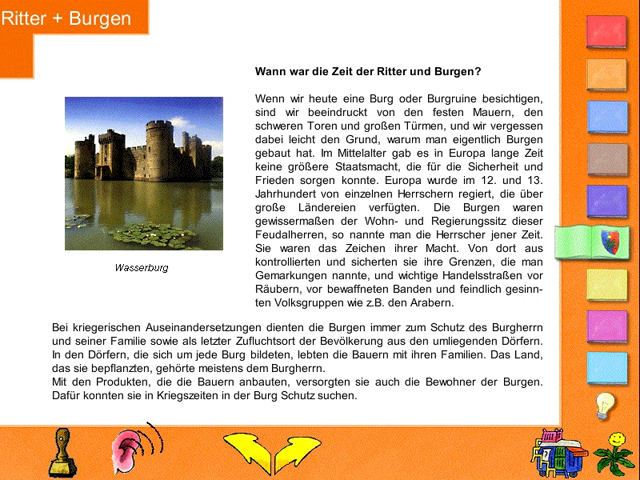 Ritter + Burgen
Wann war die Zeit der Ritter und Burgen?
Wenn wir heute eine Burg oder Burgruine besichtigen,
sind wir beeindruckt von den festen Mauern, den
schweren Toren und großen Türmen, und wir vergessen
dabei leicht den Grund, warum man eigentlich Burgen
gebaut hat. Im Mittelalter gab es in Europa lange Zeit
keine größere Staatsmacht, die für die Sicherheit und
Frieden sorgen konnte. Europa wurde im 12. und 13.
Jahrhundert von einzelnen Herrschern regiert, die über
große Ländereien verfügten. Die Burgen waren
gewissermaßen der Wohn- und Regierungssitz dieser
Feudalherren, so nannte man die Herrscher jener Zeit.
Sie waren das Zeichen ihrer Macht. Von dort aus
kontrollierten und sicherten sie ihre Grenzen, die man
Gemarkungen nannte, und wichtige Handelsstraßen vor
Räubern, vor bewaffneten Banden und feindlich gesinn-
ten Volksgruppen wie z.B. den Arabern.
Wasserburg
Bei kriegerischen Auseinandersetzungen dienten die Burgen immer zum Schutz des Burgherrn
und seiner Familie sowie als letzter Zufluchtsort der Bevölkerung aus den umliegenden Dörfern.
In den Dörfern, die sich um jede Burg bildeten, lebten die Bauern mit ihren Familien. Das Land,
das sie bepflanzten, gehörte meistens dem Burgherrn.
Mit den Produkten, die die Bauern anbauten, versorgten sie auch die Bewohner der Burgen.
Dafür konnten sie in Kriegszeiten in der Burg Schutz suchen.